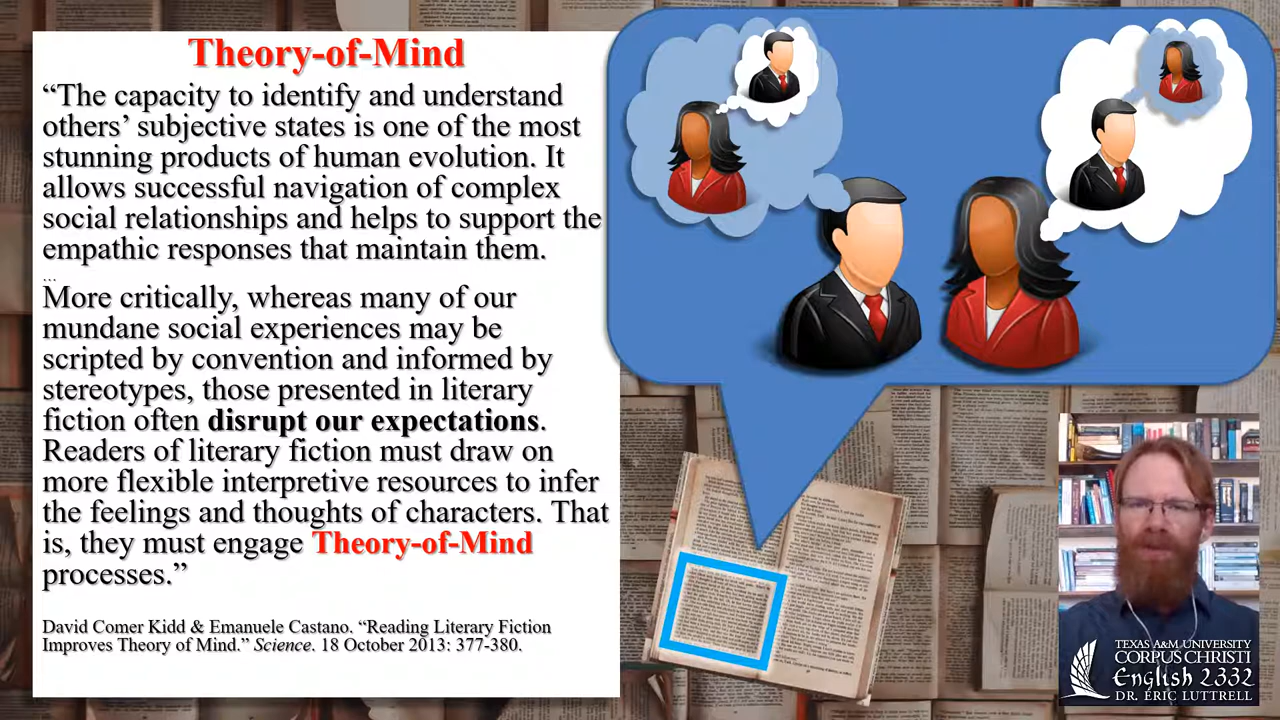 Theory-of-Mind
“The capacity to identify and understand
others’ subjective states is one of the most
stunning products of human evolution. It
allows successful navigation of complex
social relationships and helps to support the
empathic responses that maintain them.
...
More critically, whereas many of our
mundane social experiences may be
scripted by convention and informed by
stereotypes, those presented in literary
fiction often disrupt our expectations.
Readers of literary fiction must draw on
more flexible interpretive resources to infer
the feelings and thoughts of characters. That
is, they must engage Theory-of-Mind
processes.”
David Comer Kidd & Emanuele Castano. “Reading Literary Fiction
Improves Theory of Mind.” Science. 18 October 2013: 377-380.
TEXAS A&M UNIVERSITY
CORPUS CHRISTI
English 2332
DR. ERIC LUTTRELL